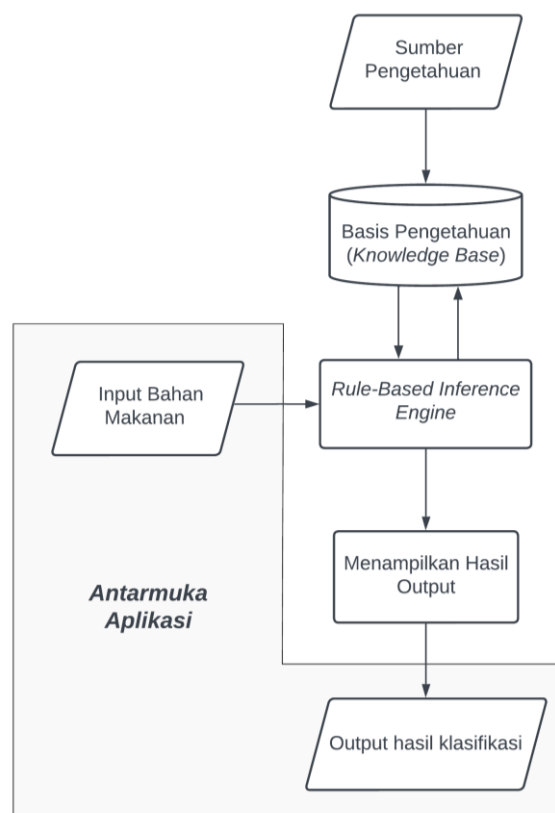 Sumber
Pengetahuan
Basis Pengetahuan
(Knowledge Base)
Input Bahan
Makanan
Rule-Based Inference
Engine
Menampilkan Hasil
Output
Antarmuka
Aplikasi
Output hasil klasifikasi